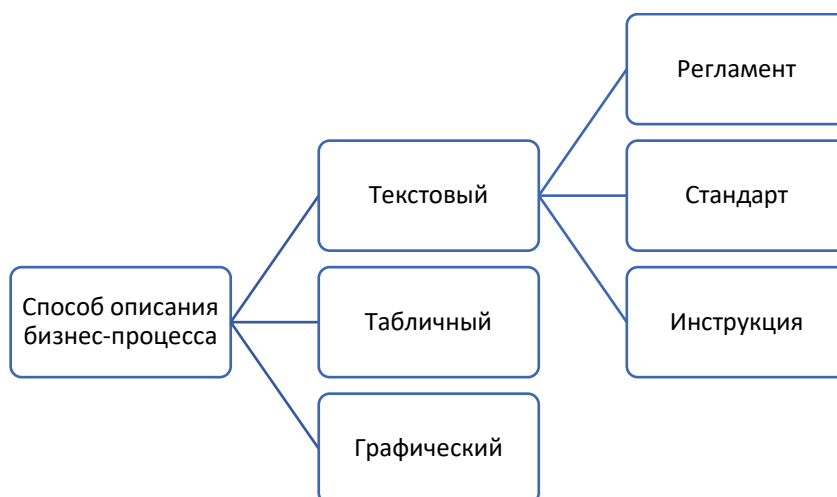 Регламент
Текстовый
Стандарт
Способ описания
бизнес-процесса
Табличный
Инструкция
Графический